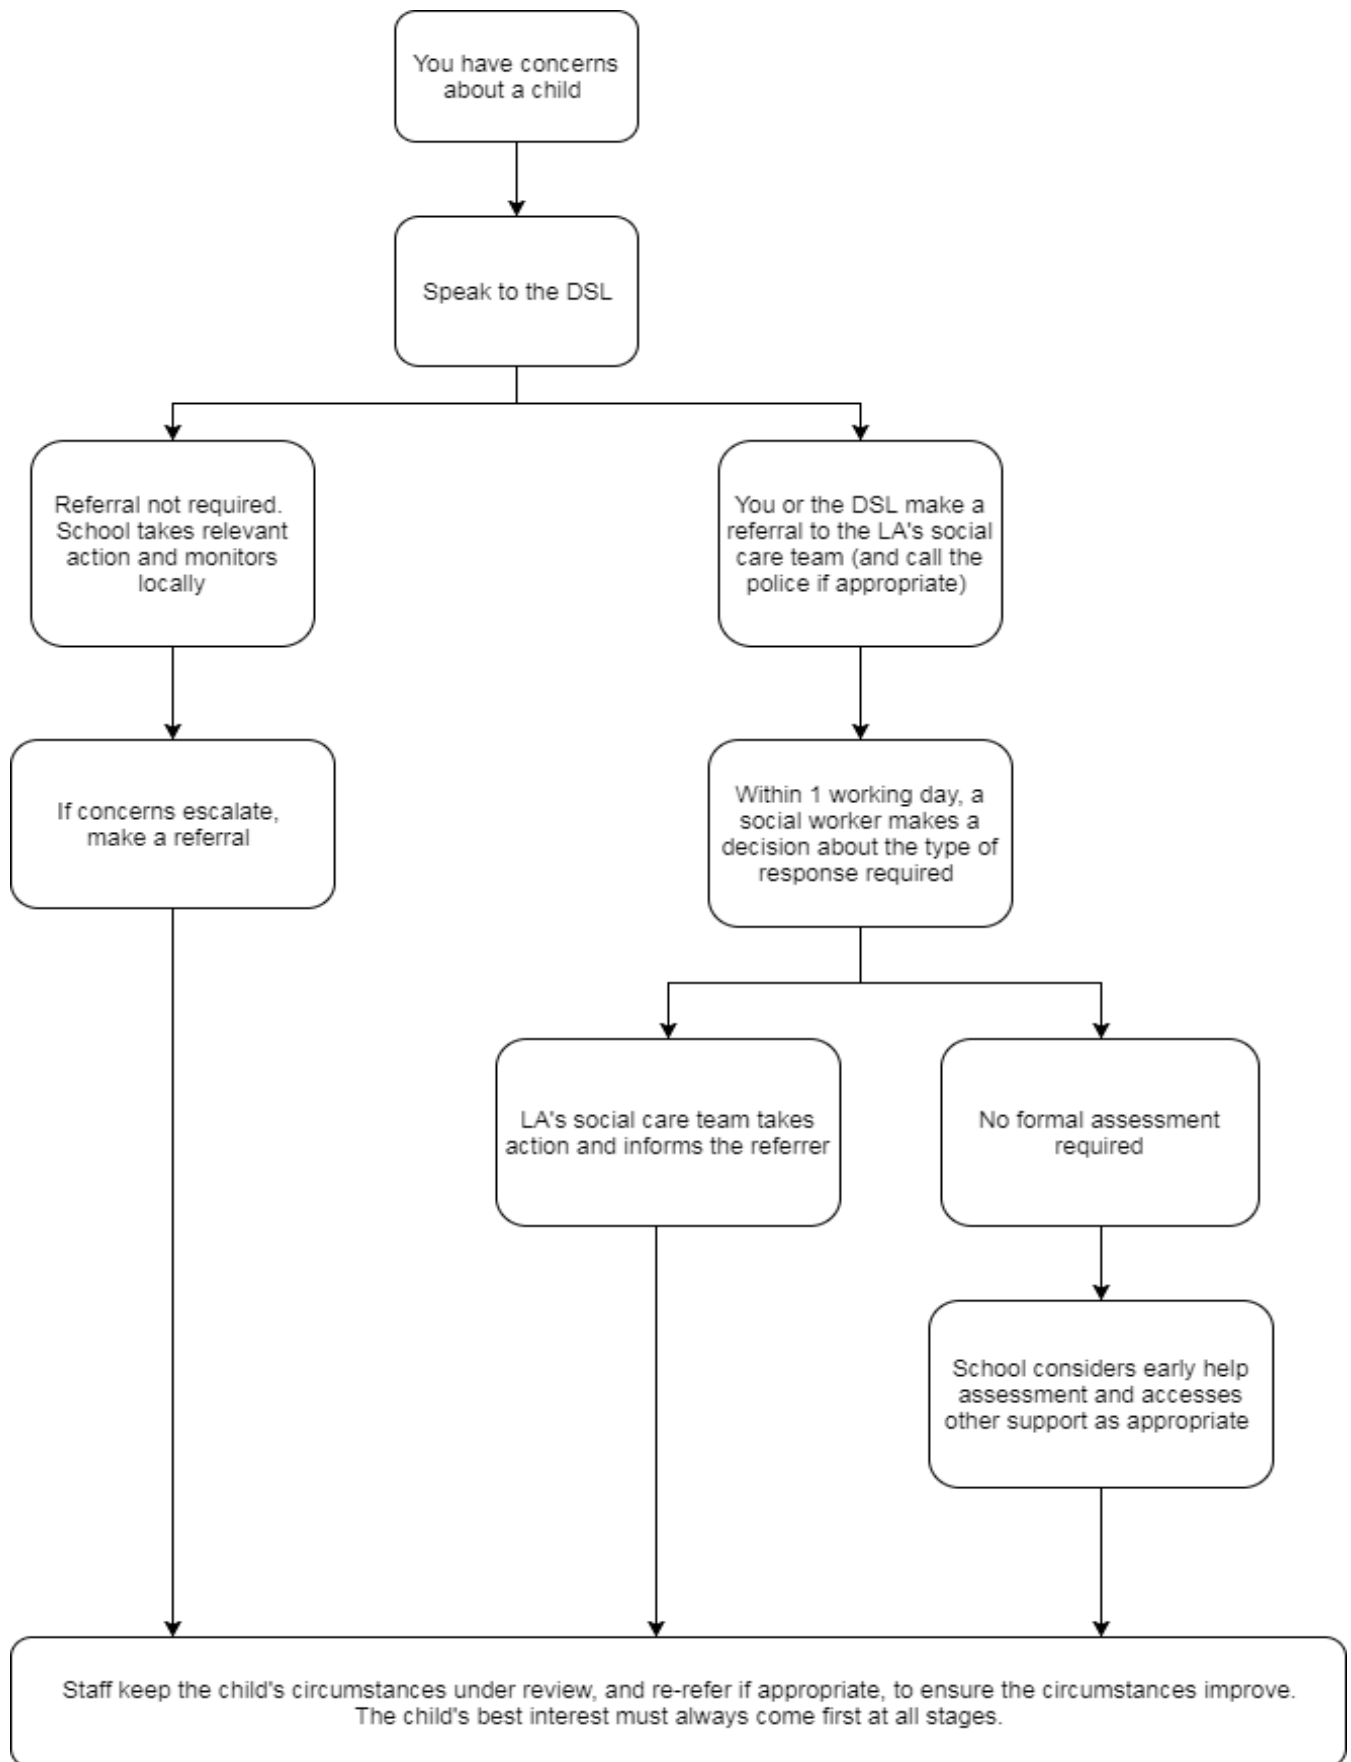 You have concerns
about a child
Speak to the DSL
Referral not required.
School takes relevant
action and monitors
locally
You or the DSL make a
referral to the LA's social
care team (and call the
police if appropriate)
If concerns escalate,
make a referral
Within 1 working day, a
social worker makes a
decision about the type of
response required
LA's social care team takes
action and informs the referrer
No formal assessment
required
School considers early help
assessment and accesses
other support as appropriate
Staff keep the child's circumstances under review, and re-refer if appropriate, to ensure the circumstances improve.
The child's best interest must always come first at all stages.